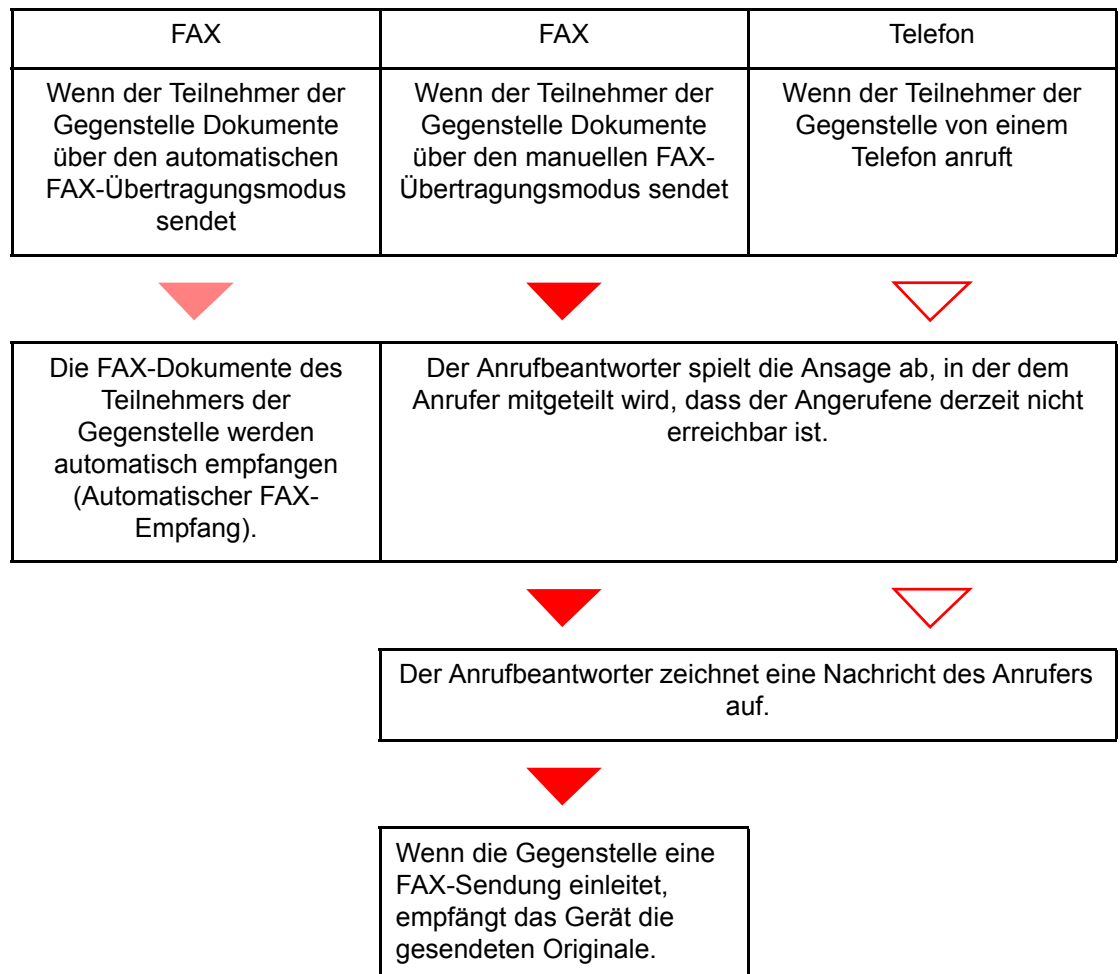 FAX
FAX
Telefon
Wenn der Teilnehmer der
Gegenstelle Dokumente
über den automatischen
FAX-Übertragungsmodus
sendet
Wenn der Teilnehmer der
Gegenstelle Dokumente
über den manuellen FAX-
Übertragungsmodus sendet
Wenn der Teilnehmer der
Gegenstelle von einem
Telefon anruft
Die FAX-Dokumente des
Teilnehmers der
Gegenstelle werden
automatisch empfangen
(Automatischer FAX-
Empfang).
Der Anrufbeantworter spielt die Ansage ab, in der dem
Anrufer mitgeteilt wird, dass der Angerufene derzeit nicht
erreichbar ist.
Der Anrufbeantworter zeichnet eine Nachricht des Anrufers
auf.
Wenn die Gegenstelle eine
FAX-Sendung einleitet,
empfängt das Gerät die
gesendeten Originale.